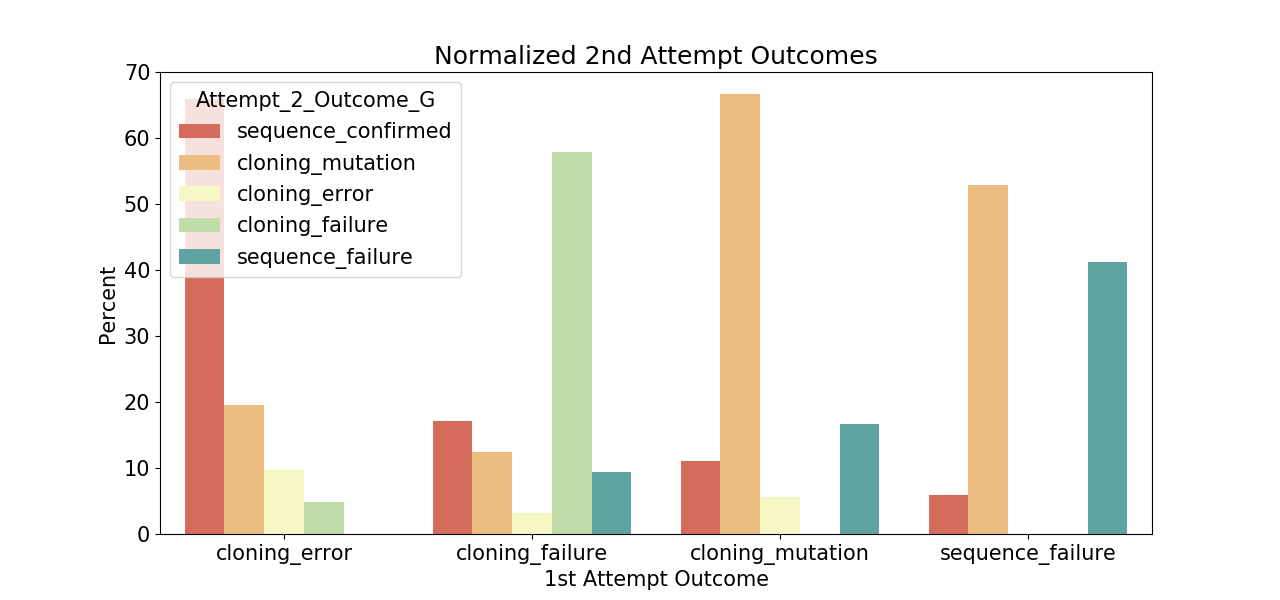 Normalized 2nd Attempt Outcomes
Percent
70
60
50
40
30
20
10
0
Attempt_2_Outcome_G
sequence_confirmed
cloning_mutation
cloning_error
cloning_failure
sequence_failure
cloning_error
cloning_failure
cloning_mutation
sequence_failure
1st Attempt Outcome